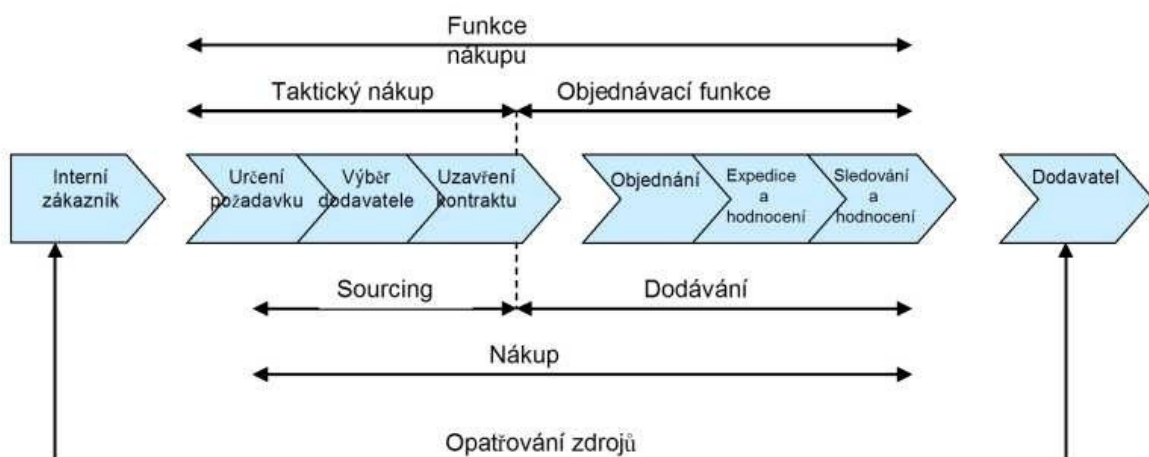 Funkce
nákupu
Taktický nákup
Objednávací funkce
Interní
zákazník
Určení
požadavku
Výběr
dodavatele
Uzavření
kontraktu
Objednání
Expedice
a
hodnocení
Sledování
a
hodnocení
Dodavatel
Sourcing
Dodávání
Nákup
Opatřování zdrojů